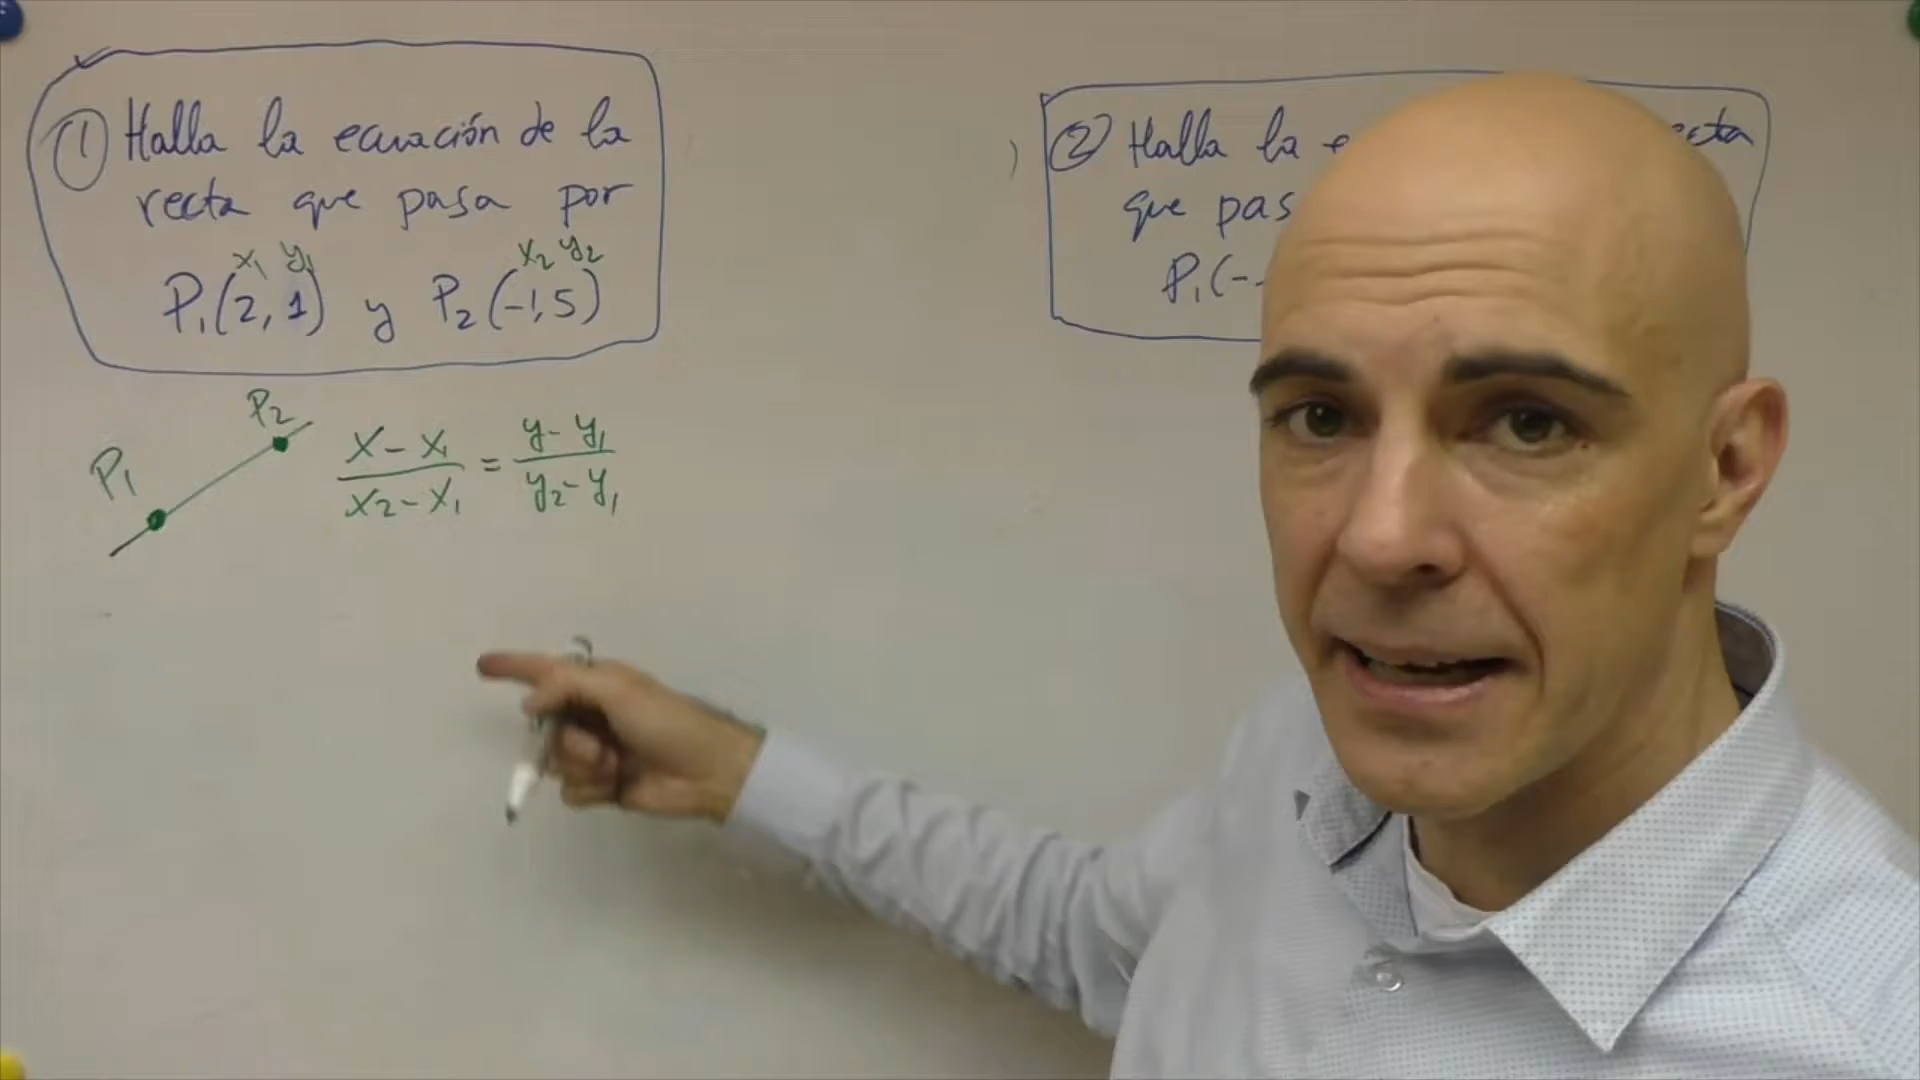 ① Halla la ecuación de la
recta que pasa por
x₁ y₁ x₂ y₂
P₁(2, 1) y P₂(-1, 5)
P₁ P₂
x - x₁ / x₂ - x₁ = y - y₁ / y₂ - y₁
② Halla la
que
P₁(-